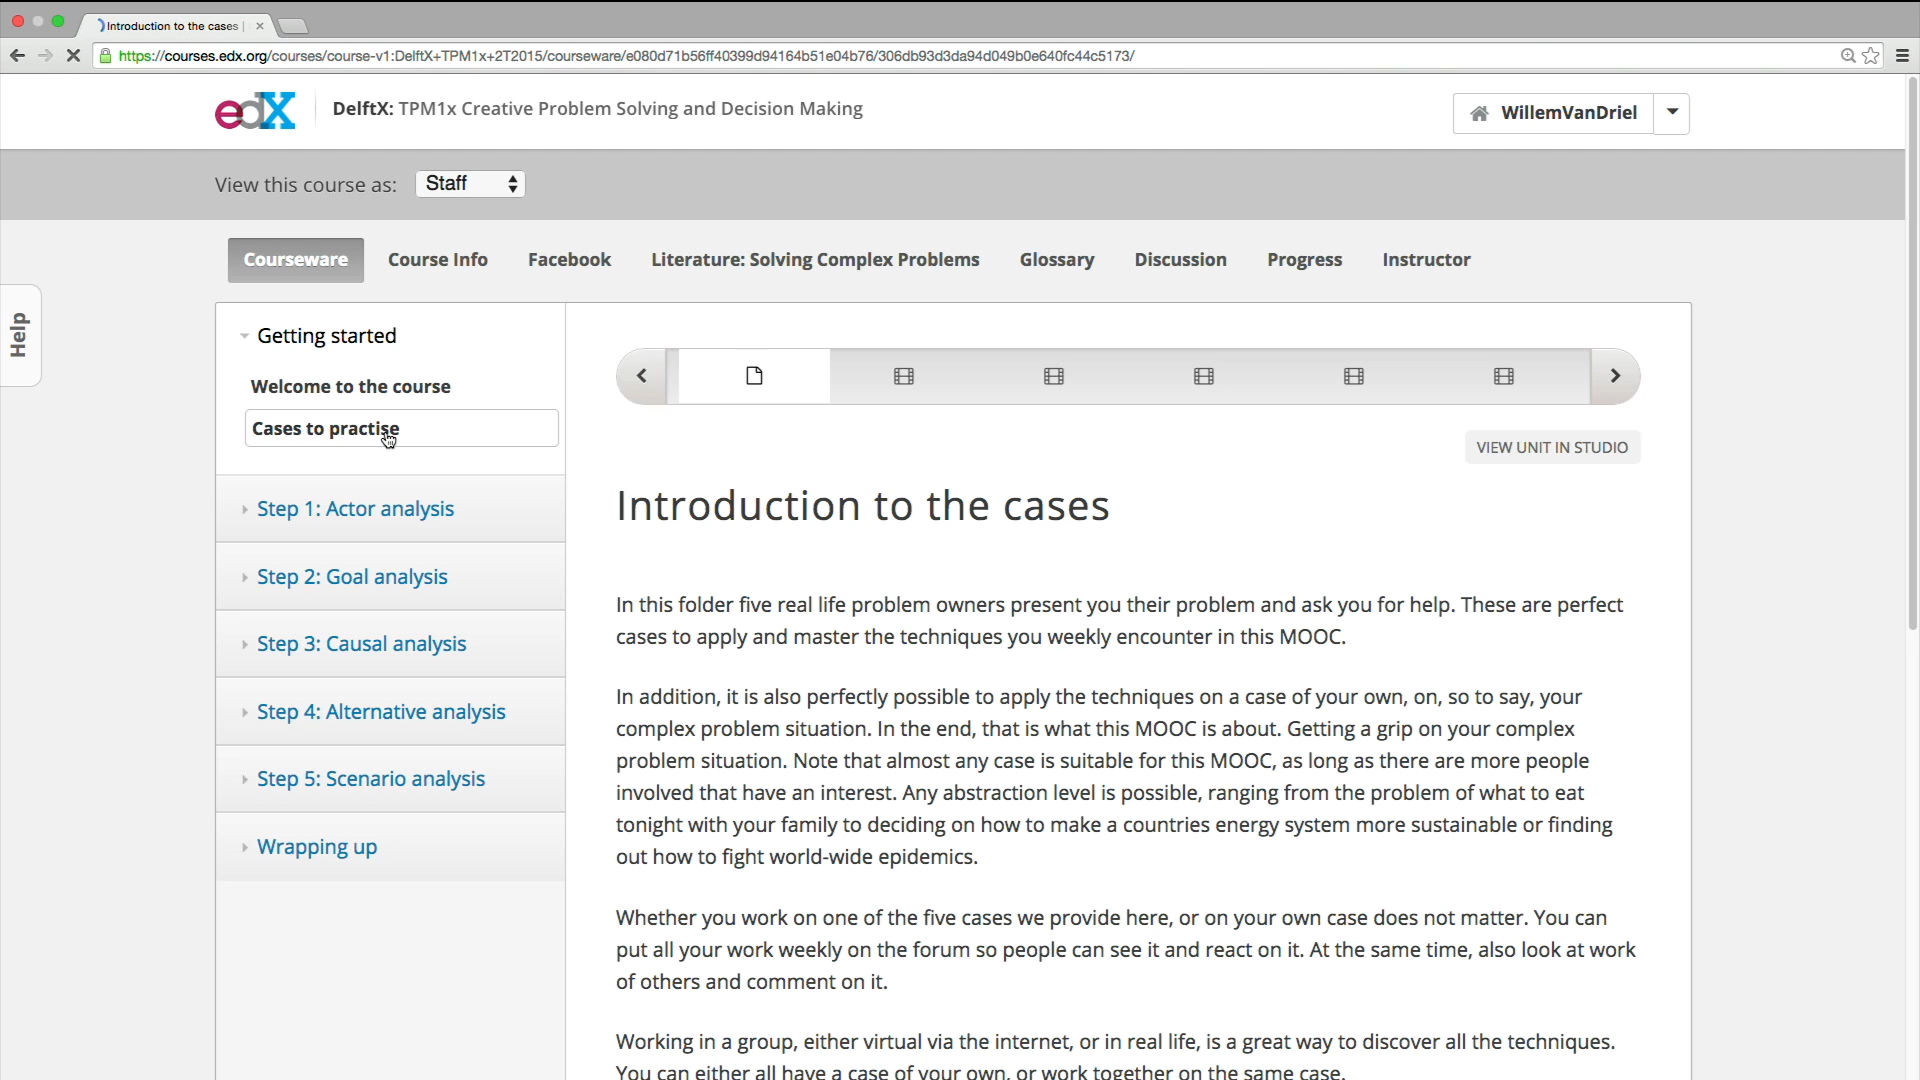 Introduction to the cases |
https://courses.edx.org/courses/course-v1:DelftX+TPM1x+2T2015/courseware/e080d71b56ff40399d94164b51e04b76/306db93d3da94d049b0e640fc44c5173/
edX
DelftX: TPM1x Creative Problem Solving and Decision Making
WillemVanDriel
View this course as:
Staff
Courseware
Course Info
Facebook
Literature: Solving Complex Problems
Glossary
Discussion
Progress
Instructor
Help
Getting started
Welcome to the course
Cases to practise
Step 1: Actor analysis
Step 2: Goal analysis
Step 3: Causal analysis
Step 4: Alternative analysis
Step 5: Scenario analysis
Wrapping up
VIEW UNIT IN STUDIO
Introduction to the cases
In this folder five real life problem owners present you their problem and ask you for help. These are perfect
cases to apply and master the techniques you weekly encounter in this MOOC.
In addition, it is also perfectly possible to apply the techniques on a case of your own, on, so to say, your
complex problem situation. In the end, that is what this MOOC is about. Getting a grip on your complex
problem situation. Note that almost any case is suitable for this MOOC, as long as there are more people
involved that have an interest. Any abstraction level is possible, ranging from the problem of what to eat
tonight with your family to deciding on how to make a countries energy system more sustainable or finding
out how to fight world-wide epidemics.
Whether you work on one of the five cases we provide here, or on your own case does not matter. You can
put all your work weekly on the forum so people can see it and react on it. At the same time, also look at work
of others and comment on it.
Working in a group, either virtual via the internet, or in real life, is a great way to discover all the techniques.
You can either all have a case of your own, or work together on the same case.